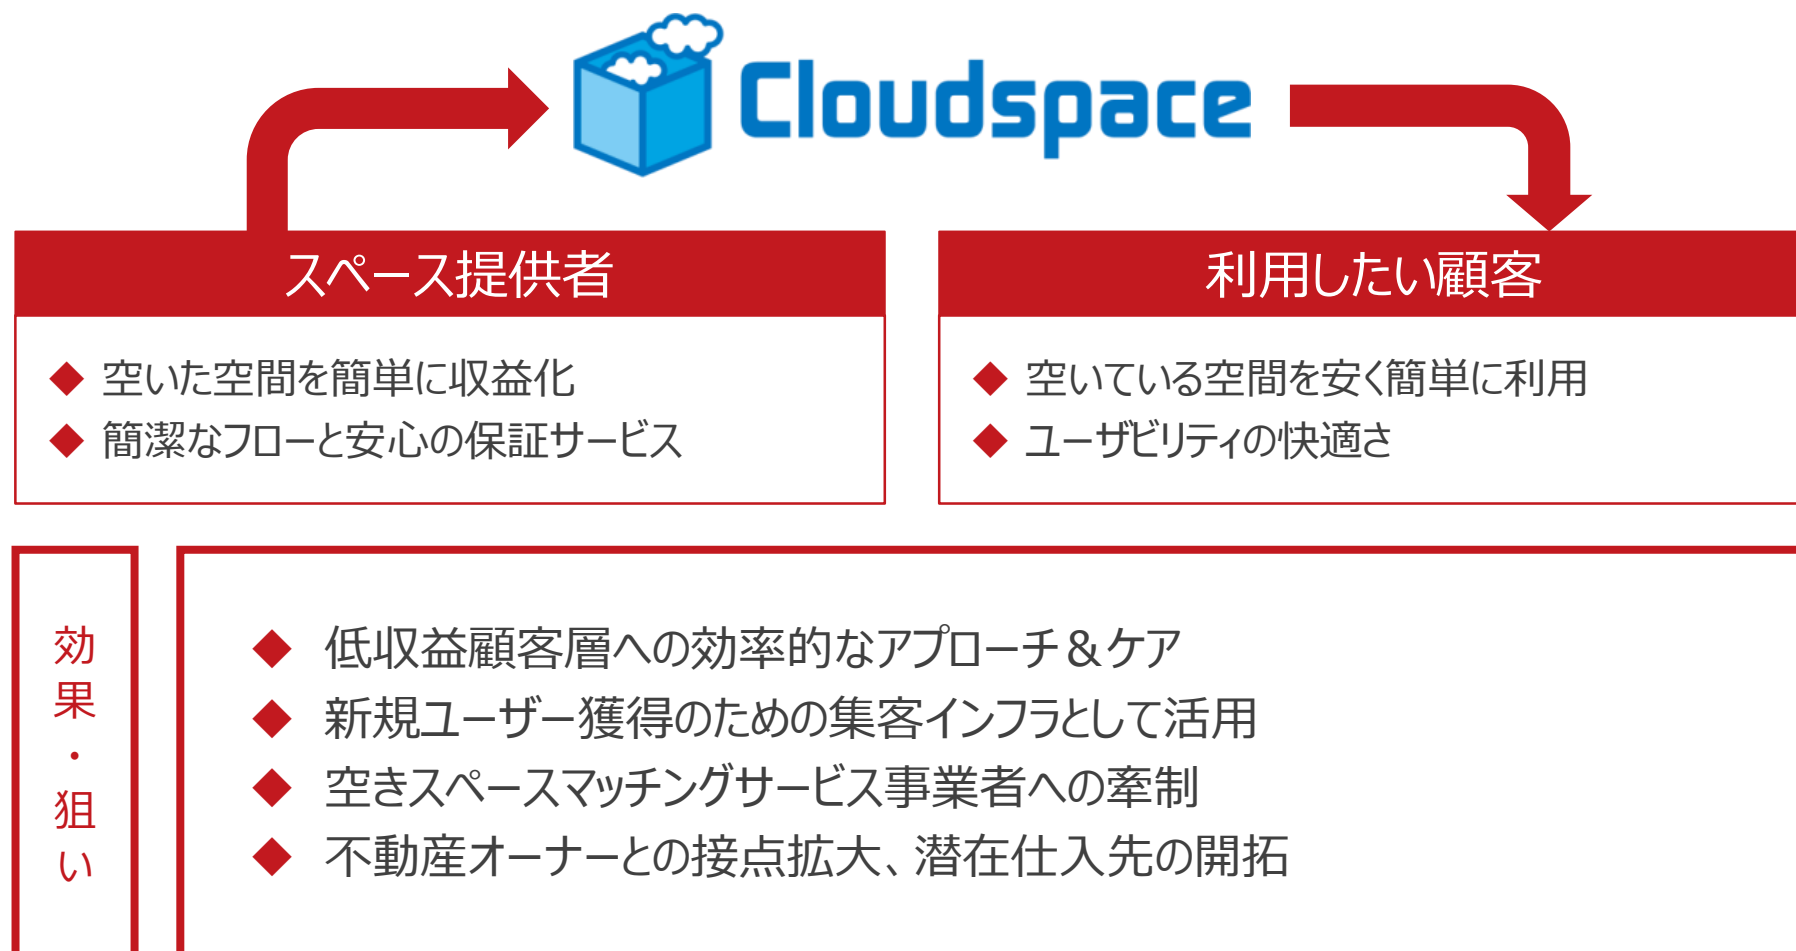 Cloudspace
スペース提供者
◆ 空いた空間を簡単に収益化
◆ 簡潔なフローと安心の保証サービス
利用したい顧客
◆ 空いている空間を安く簡単に利用
◆ ユーザビリティの快適さ
効果・狙い
◆ 低収益顧客層への効率的なアプローチ＆ケア
◆ 新規ユーザー獲得のための集客インフラとして活用
◆ 空きスペースマッチングサービス事業者への牽制
◆ 不動産オーナーとの接点拡大、潜在仕入先の開拓